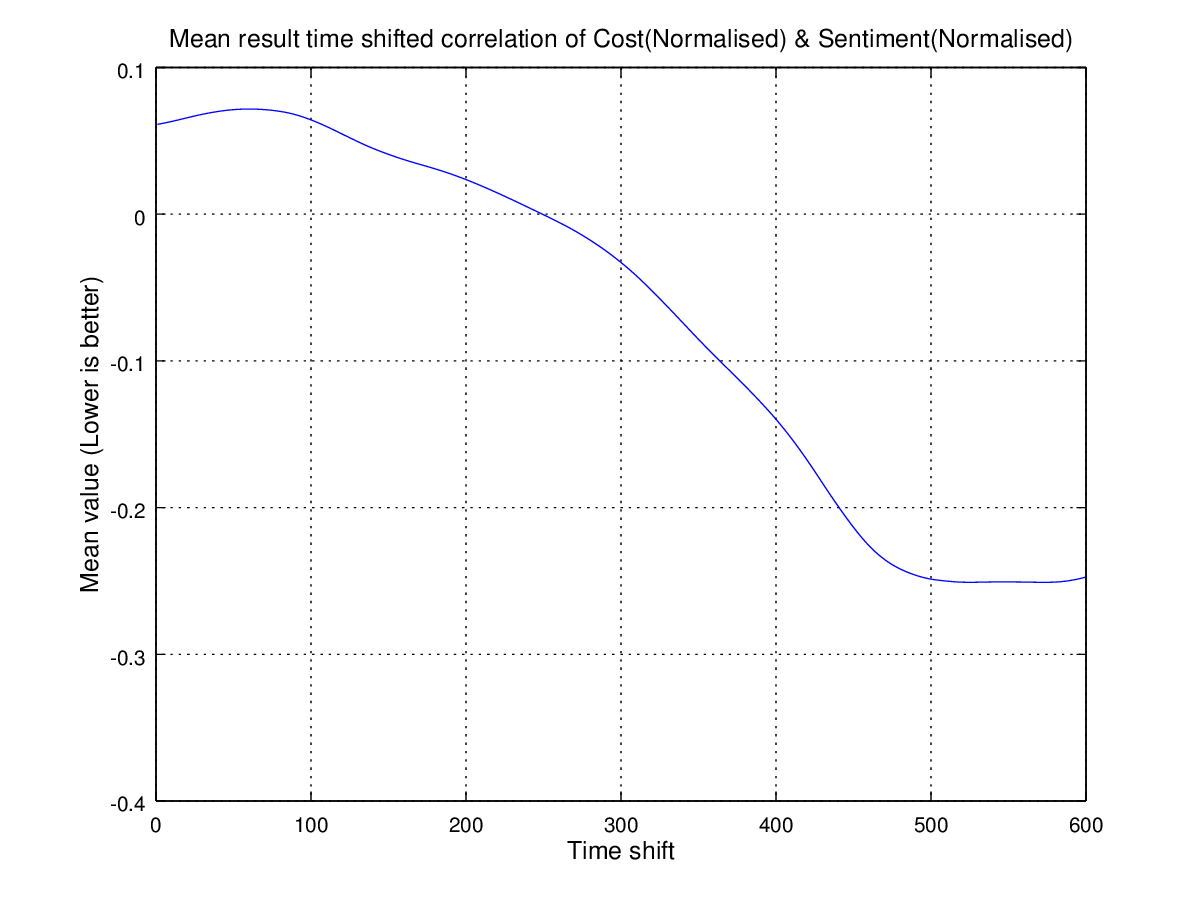 Mean result time shifted correlation of Cost(Normalised) & Sentiment(Normalised)
0.1
0
-0.1
-0.2
-0.3
-0.4
Mean value (Lower is better)
0 100 200 300 400 500 600
Time shift